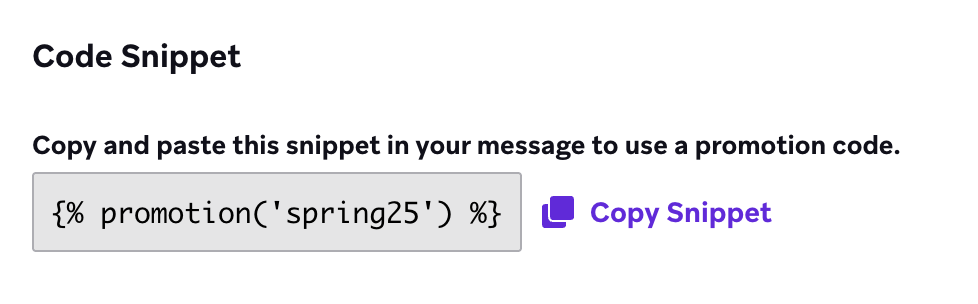 Code Snippet
Copy and paste this snippet in your message to use a promotion code.
{% promotion('spring25') %}
Copy Snippet